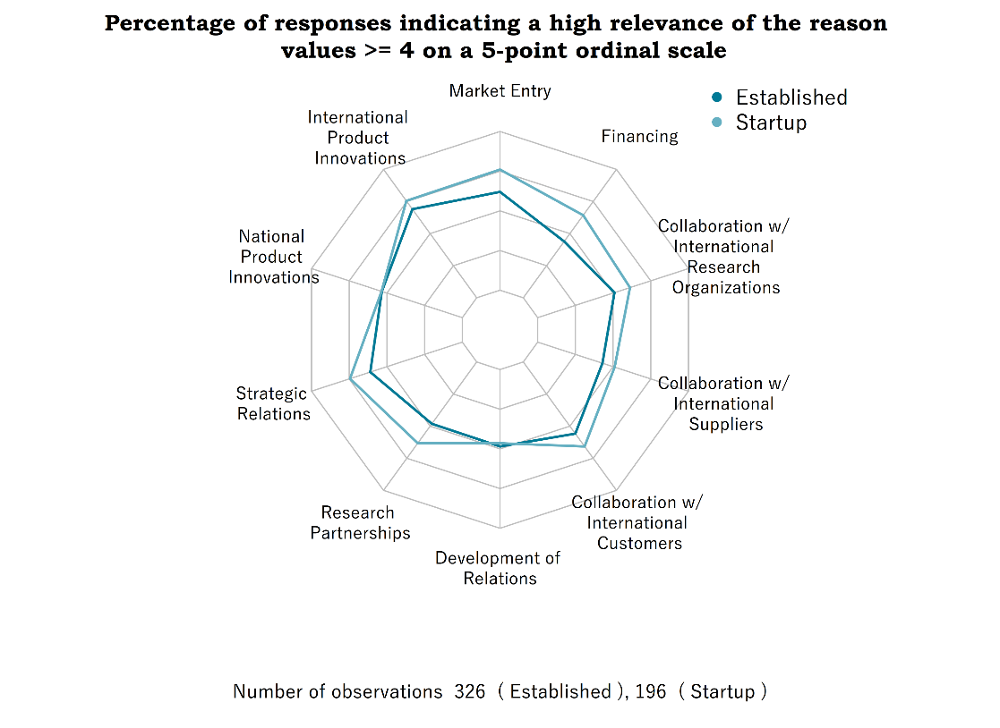 Percentage of responses indicating a high relevance of the reason
values >= 4 on a 5-point ordinal scale
Market Entry
Established
Startup
International
Product
Innovations
Financing
Collaboration w/
International
Research
Organizations
National
Product
Innovations
Collaboration w/
International
Suppliers
Strategic
Relations
Collaboration w/
International
Customers
Research
Partnerships
Development of
Relations
Number of observations 326 ( Established ), 196 ( Startup )